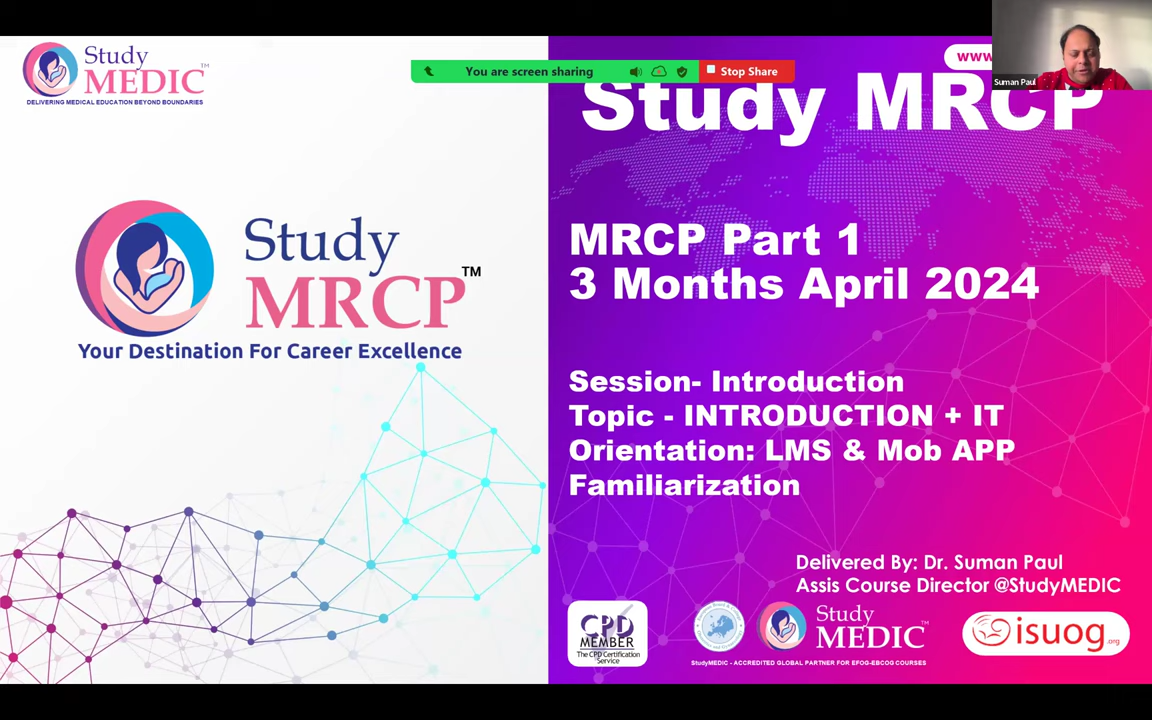 Study
MEDIC™
DELIVERING MEDICAL EDUCATION BEYOND BOUNDARIES
You are screen sharing
Stop Share
www.
Suman Paul
Study MRCP
Study
MRCP™
Your Destination For Career Excellence
MRCP Part 1
3 Months April 2024
Session- Introduction
Topic - INTRODUCTION + IT
Orientation: LMS & Mob APP
Familiarization
Delivered By: Dr. Suman Paul
Assis Course Director @StudyMEDIC
CPD
MEMBER
The CPD Certification
Service
Study
MEDIC™
StudyMEDIC - ACCREDITED GLOBAL PARTNER FOR EFOG-EBCOG COURSES
isuog.org